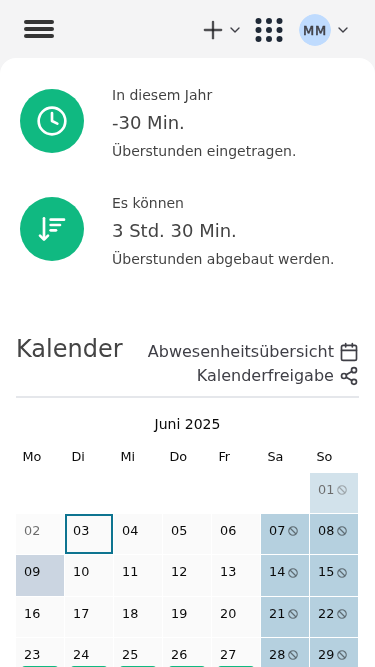 MM
In diesem Jahr
-30 Min.
Überstunden eingetragen.
Es können
3 Std. 30 Min.
Überstunden abgebaut werden.
Kalender
Abwesenheitsübersicht
Kalenderfreigabe
Juni 2025
Mo Di Mi Do Fr Sa So
01
02 03 04 05 06 07 08
09 10 11 12 13 14 15
16 17 18 19 20 21 22
23 24 25 26 27 28 29